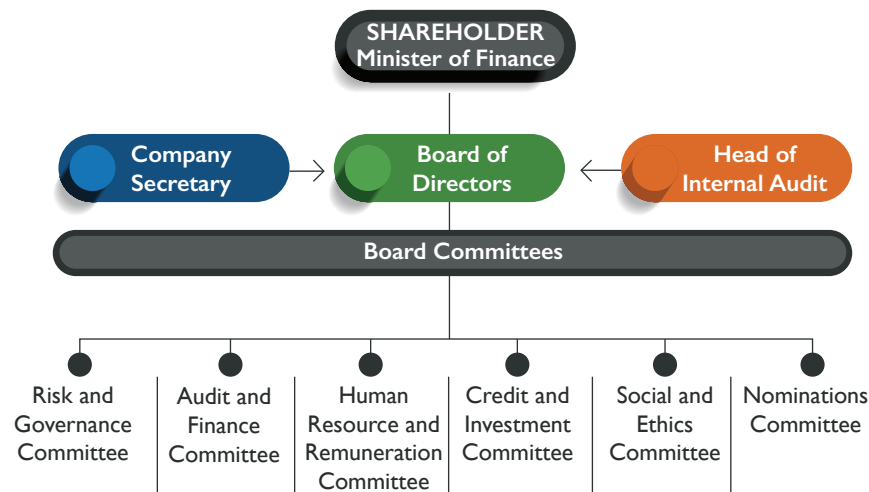 SHAREHOLDER
Minister of Finance
Company
Secretary
Board of
Directors
Head of
Internal Audit
Board Committees
Risk and
Governance
Committee
Audit and
Finance
Committee
Human
Resource and
Remuneration
Committee
Credit and
Investment
Committee
Social and
Ethics
Committee
Nominations
Committee